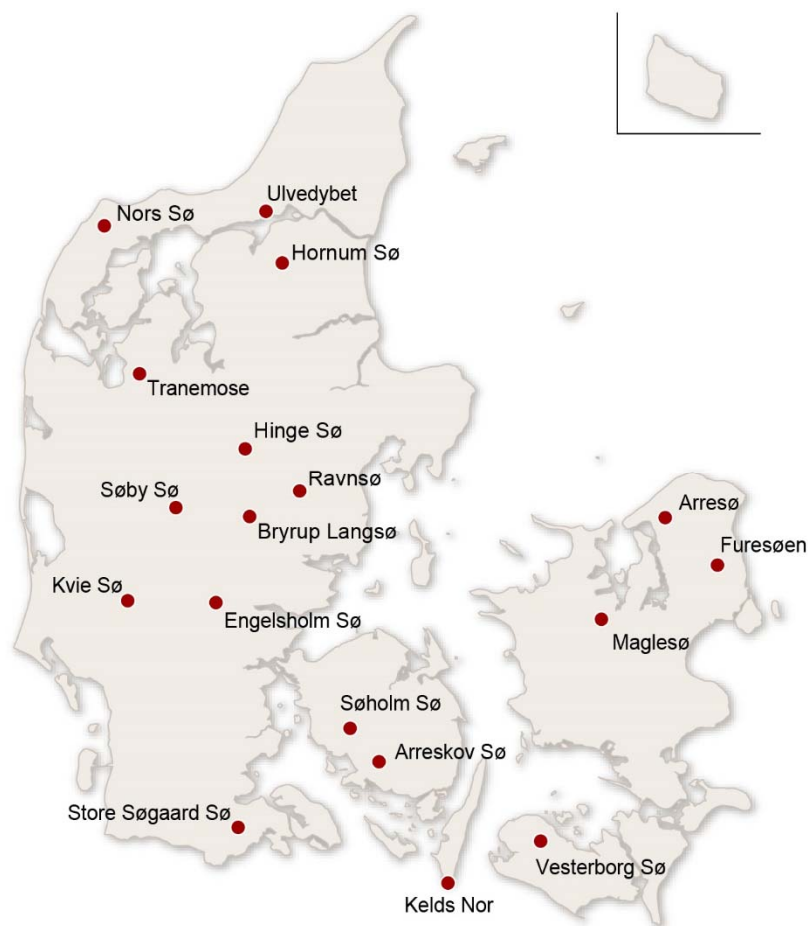 Ulvedybet
Nors Sø
Hornum Sø
Tranemose
Hinge Sø
Ravnsø
Søby Sø
Arresø
Bryrup Langsø
Furesøen
Kvie Sø
Engelsholm Sø
Maglesø
Søholm Sø
Arreskov Sø
Store Søgaard Sø
Vesterborg Sø
Kelds Nor